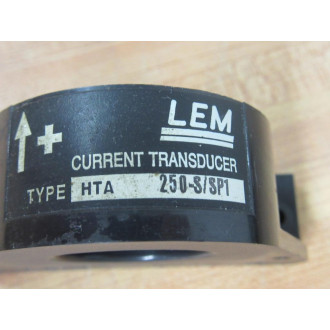 LEM
+
CURRENT TRANSDUCER
TYPE HTA 250-S/SP1